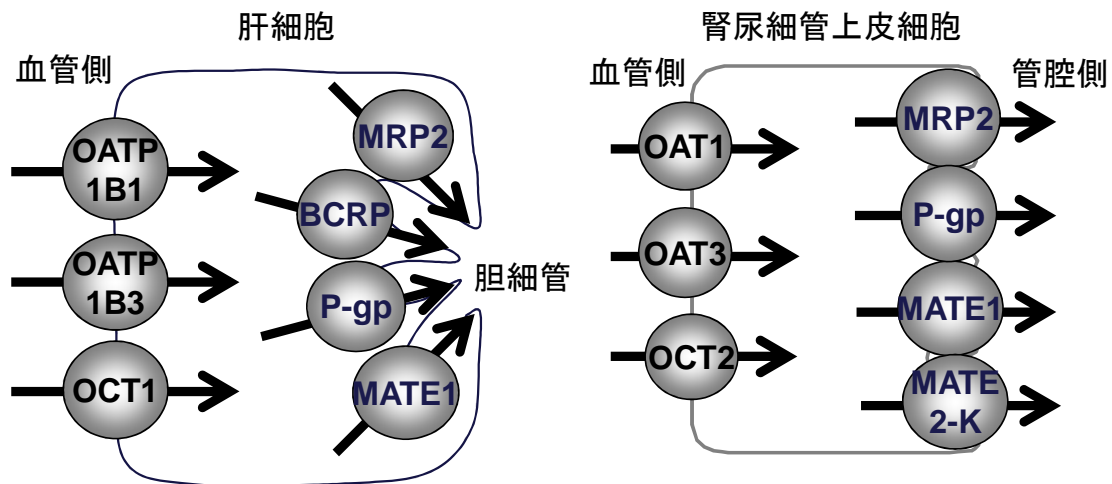 肝細胞
血管側
OATP
1B1
OATP
1B3
OCT1
MRP2
BCRP
P-gp
MATE1
胆細管
腎尿細管上皮細胞
血管側
管腔側
OAT1
OAT3
OCT2
MRP2
P-gp
MATE1
MATE
2-K